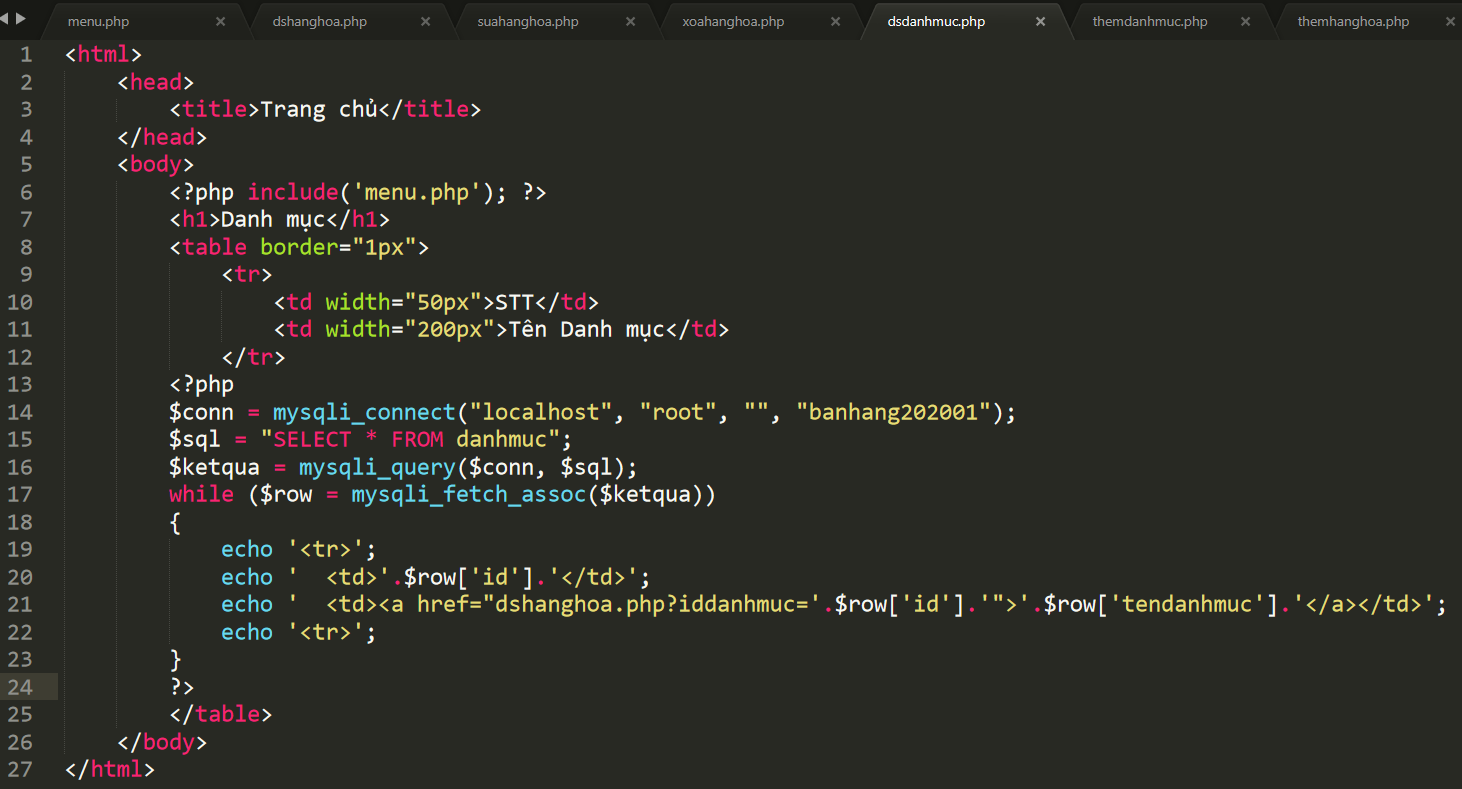 menu.php × dshanghoa.php × suahanghoa.php × xoahanghoa.php × dsdanhmuc.php × themdanhmuc.php × themhanghoa.php ×
1 <html>
2 <head>
3 <title>Trang chủ</title>
4 </head>
5 <body>
6 <?php include('menu.php'); ?>
7 <h1>Danh mục</h1>
8 <table border="1px">
9 <tr>
10 <td width="50px">STT</td>
11 <td width="200px">Tên Danh mục</td>
12 </tr>
13 <?php
14 $conn = mysqli_connect("localhost", "root", "", "banhang202001");
15 $sql = "SELECT * FROM danhmuc";
16 $ketqua = mysqli_query($conn, $sql);
17 while ($row = mysqli_fetch_assoc($ketqua))
18 {
19 echo '<tr>';
20 echo '  <td>'.$row['id'].'</td>';
21 echo '  <td><a href="dshanghoa.php?iddanhmuc='.$row['id'].'">'.$row['tendanhmuc'].'</a></td>';
22 echo '<tr>';
23 }
24 ?>
25 </table>
26 </body>
27 </html>